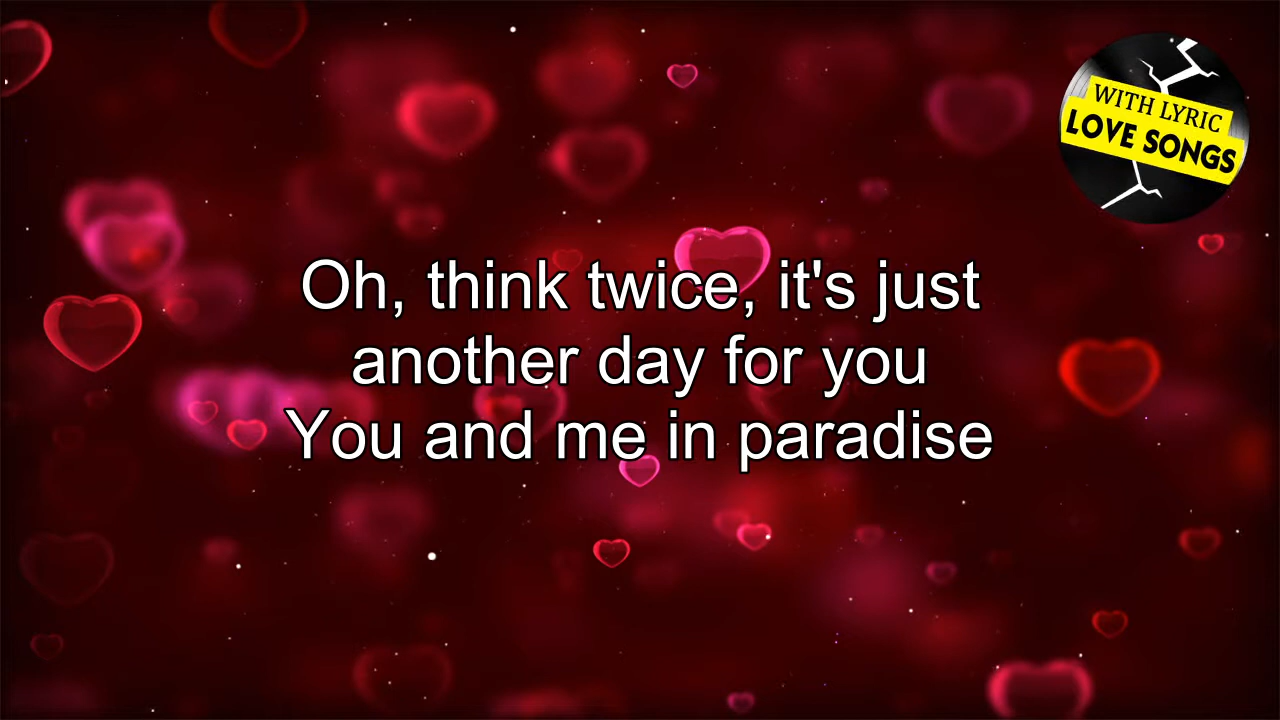 WITH LYRIC
LOVE SONGS
Oh, think twice, it's just
another day for you
You and me in paradise